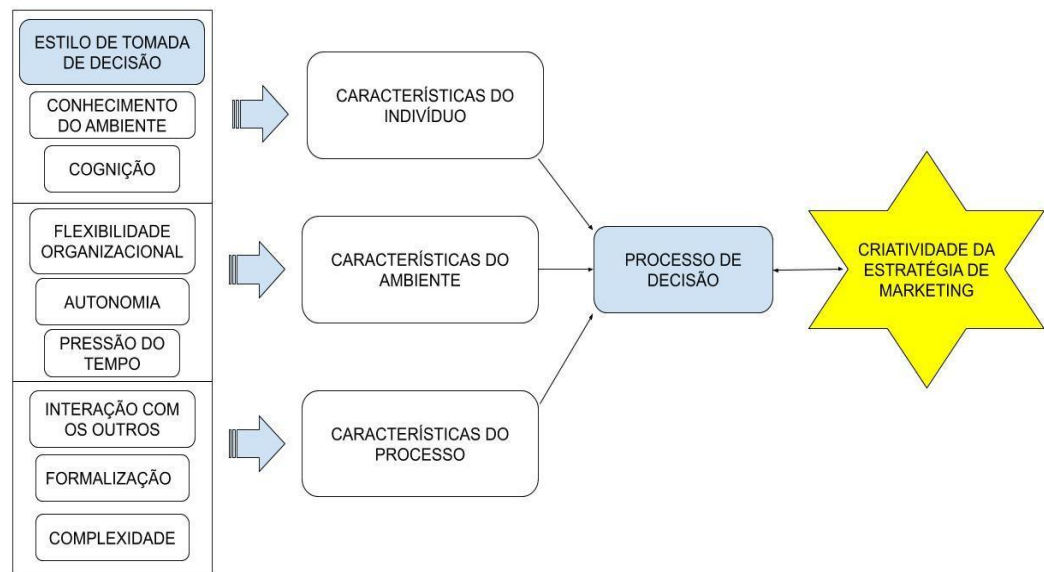 ESTILO DE TOMADA
DE DECISÃO
CONHECIMENTO
DO AMBIENTE
COGNIÇÃO
FLEXIBILIDADE
ORGANIZACIONAL
AUTONOMIA
PRESSÃO DO
TEMPO
INTERAÇÃO COM
OS OUTROS
FORMALIZAÇÃO
COMPLEXIDADE
CARACTERÍSTICAS DO
INDIVÍDUO
CARACTERÍSTICAS DO
AMBIENTE
CARACTERÍSTICAS DO
PROCESSO
PROCESSO DE
DECISÃO
CRIATIVIDADE DA
ESTRATÉGIA DE
MARKETING